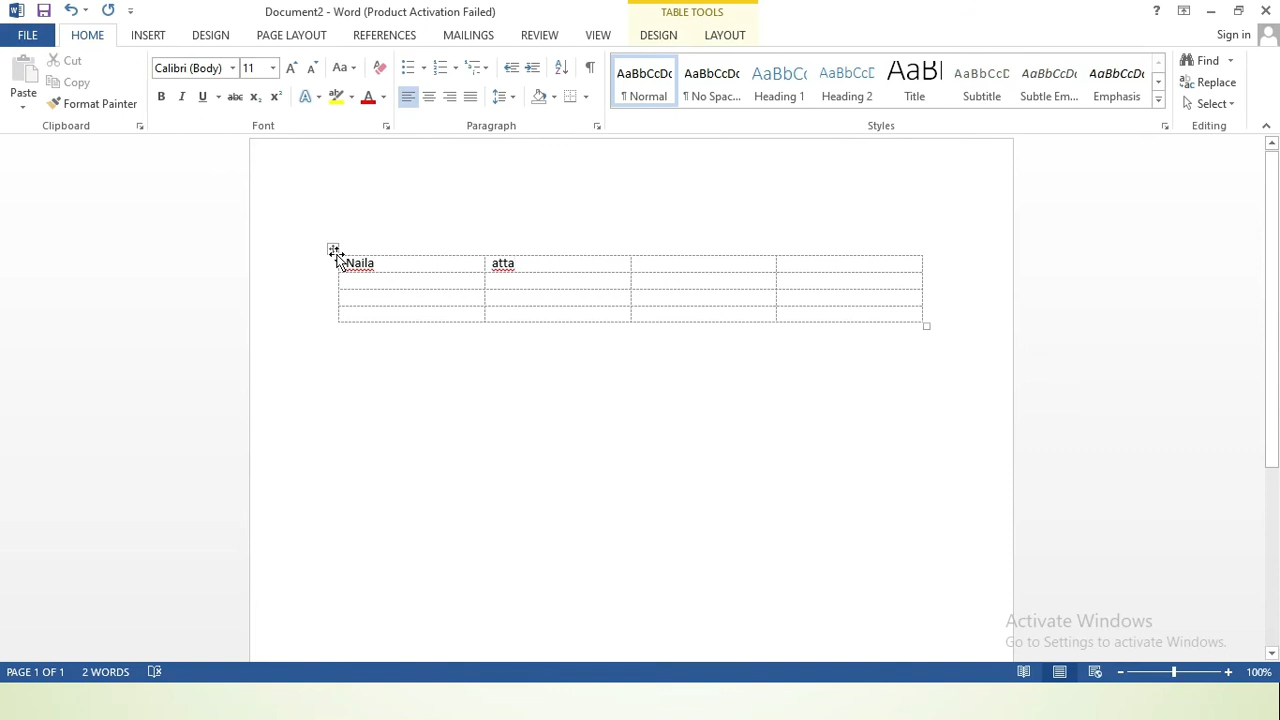 Document2 - Word (Product Activation Failed)
TABLE TOOLS
?
FILE HOME INSERT DESIGN PAGE LAYOUT REFERENCES MAILINGS REVIEW VIEW DESIGN LAYOUT Sign in
Paste
Cut
Copy
Format Painter
Clipboard
Calibri (Body) 11
Font
Paragraph
AaBbCcDc AaBbCcDc AaBbCc AaBbCcC AaBl AaBbCcD AaBbCcDc AaBbCcDc
¶ Normal ¶ No Spac... Heading 1 Heading 2 Title Subtitle Subtle Em... Emphasis
Styles
Find
Replace
Select
Editing
Naila atta
Activate Windows
Go to Settings to activate Windows.
PAGE 1 OF 1 2 WORDS 100%